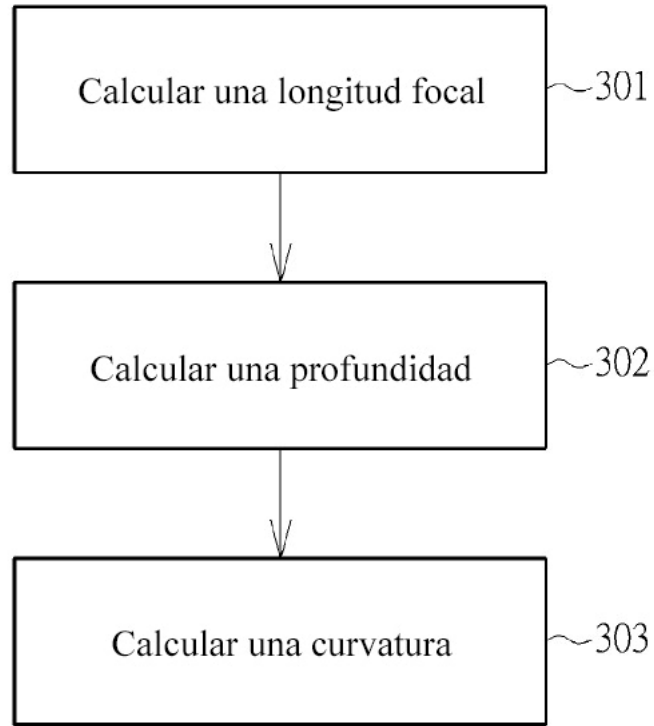 Calcular una longitud focal
301
Calcular una profundidad
302
Calcular una curvatura
303